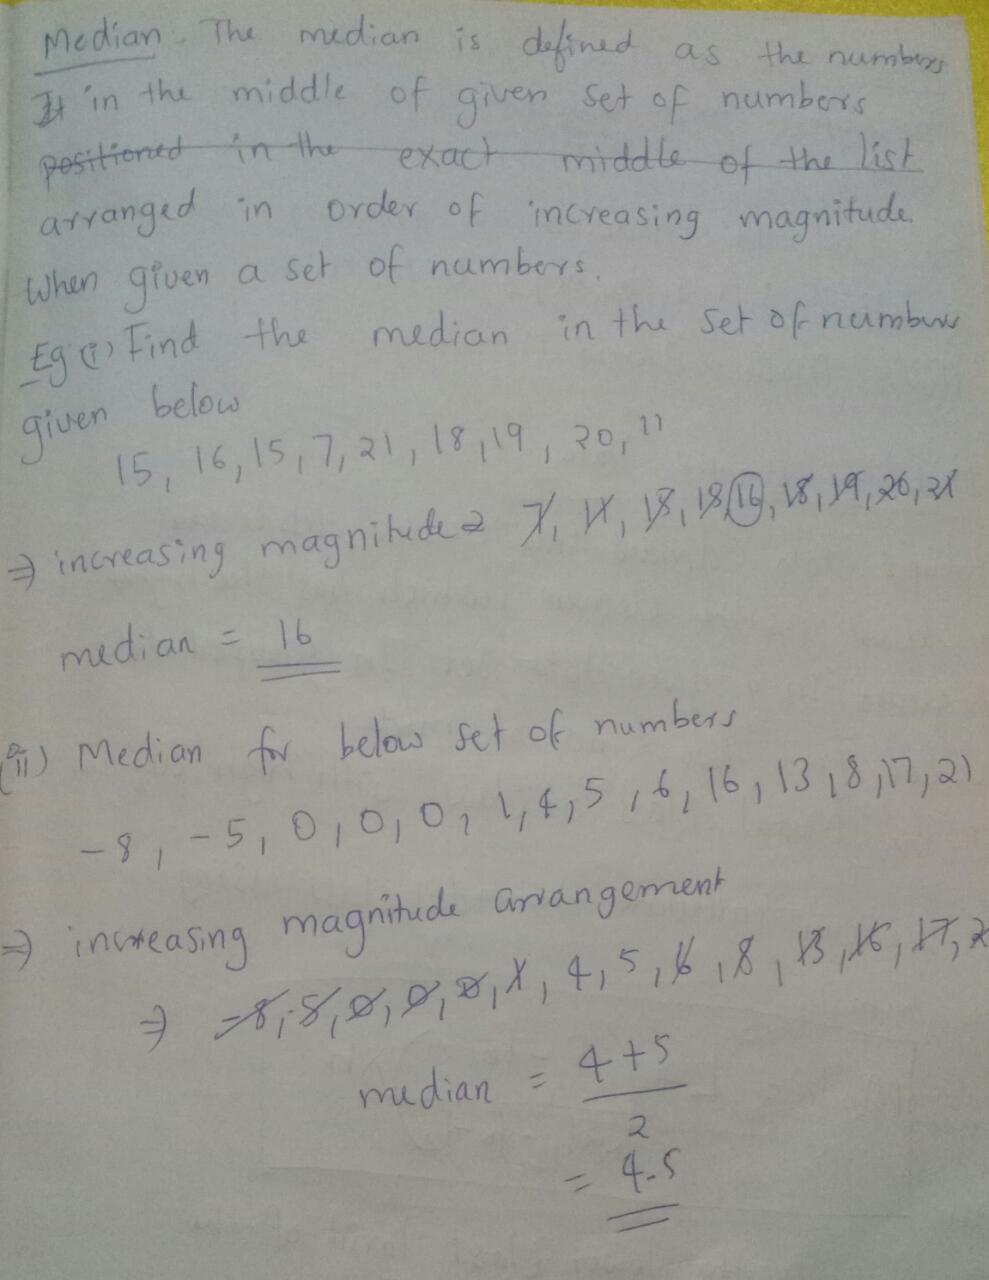 Median. The median is defined as the numbers
It in the middle of given set of numbers
positioned in the exact middle of the list
arranged in order of increasing magnitude.
When given a set of numbers.
Eg (i) Find the median in the set of numbers
given below
15, 16, 15, 7, 21, 18, 19, 20, 11
⇒ increasing magnitude 7, 11, 15, 15, 16, 18, 19, 20, 21
median = 16
(ii) Median for below set of numbers
-8, -5, 0, 0, 0, 1, 4, 5, 6, 16, 13, 8, 17, 21
⇒ increasing magnitude arrangement
⇒ -8, -5, 0, 0, 0, 1, 4, 5, 6, 8, 13, 16, 17, 2
median = 4+5
2
= 4.5